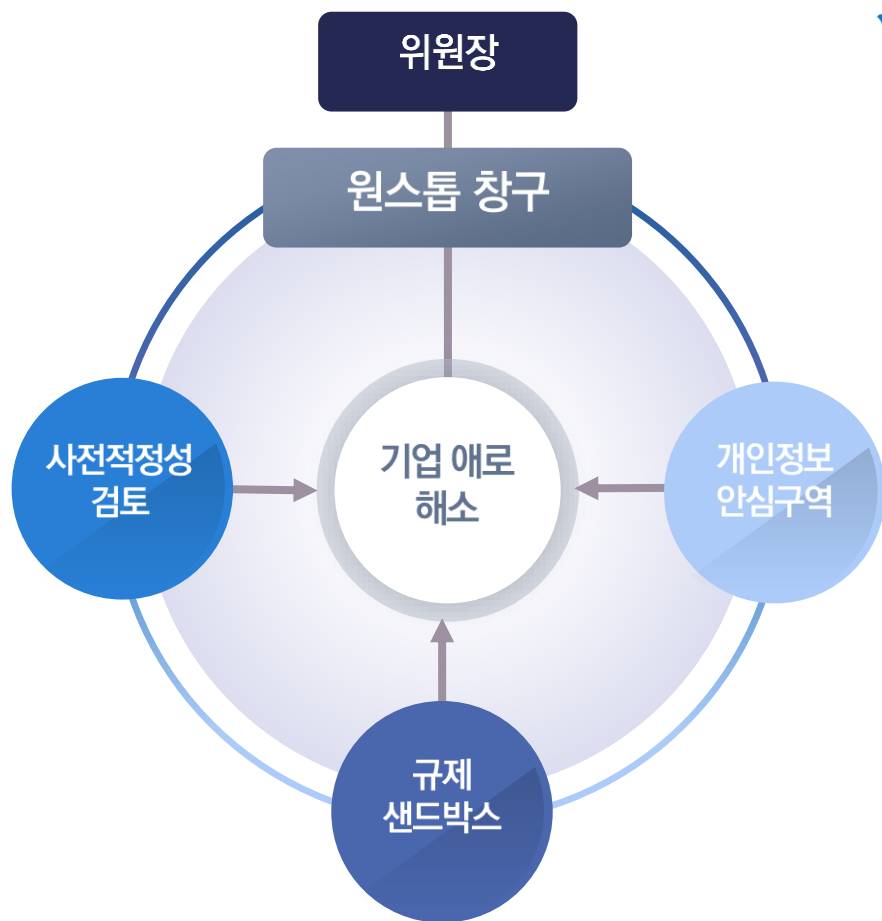 위원장
원스톱 창구
사전적정성
검토
기업 애로
해소
개인정보
안심구역
규제
샌드박스